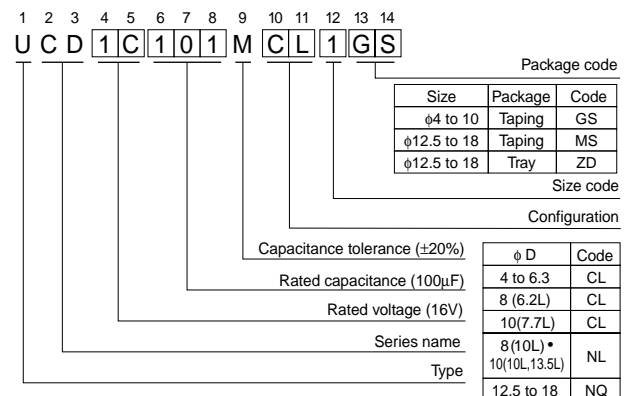 1 2 3 4 5 6 7 8 9 10 11 12 13 14
U C D 1 C 1 0 1 M C L 1 G S
Package code
Size Package Code
ϕ4 to 10 Taping GS
ϕ12.5 to 18 Taping MS
ϕ12.5 to 18 Tray ZD
Size code
Configuration
Capacitance tolerance (±20%)
Rated capacitance (100µF)
Rated voltage (16V)
Series name
Type
ϕ D Code
4 to 6.3 CL
8 (6.2L) CL
10(7.7L) CL
8(10L) •
10(10L,13.5L) NL
12.5 to 18 NQ